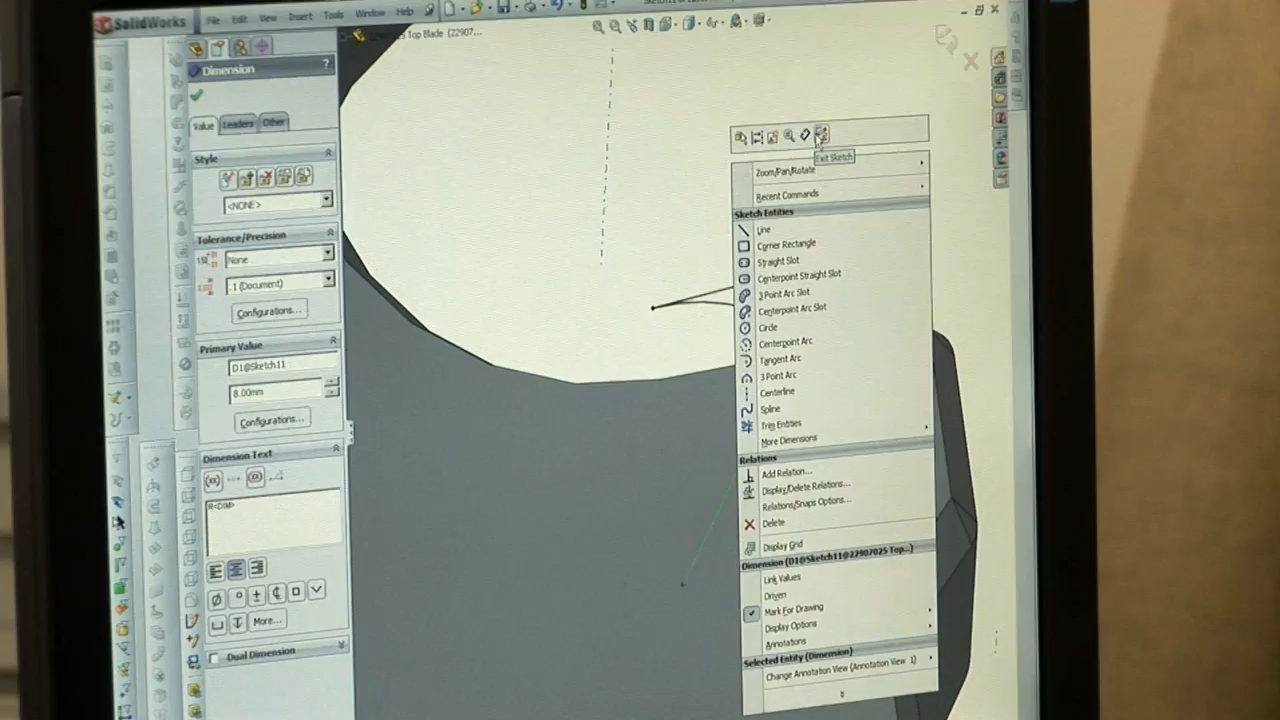 SolidWorks File Edit View Insert Tools Window Help
Top Blade (22907...
Dimension ?
Value Leaders Other
Style
<NONE>
Tolerance/Precision
None
.1 (Document)
Configurations...
Primary Value
D1@Sketch11
8.00mm
Configurations...
Dimension Text
R<DIM>
More...
Dual Dimension
Exit Sketch
Zoom/Pan/Rotate
Recent Commands
Sketch Entities
Line
Corner Rectangle
Straight Slot
Centerpoint Straight Slot
3 Point Arc Slot
Centerpoint Arc Slot
Circle
Centerpoint Arc
Tangent Arc
3 Point Arc
Centerline
Spline
Trim Entities
More Dimensions
Relations
Add Relation...
Display/Delete Relations...
Relations/Snaps Options...
Delete
Display Grid
Dimension (D1@Sketch11@22907025 Top...)
Link Values
Driven
Mark For Drawing
Display Options
Annotations
Selected Entity (Dimension)
Change Annotation View (Annotation View 1)